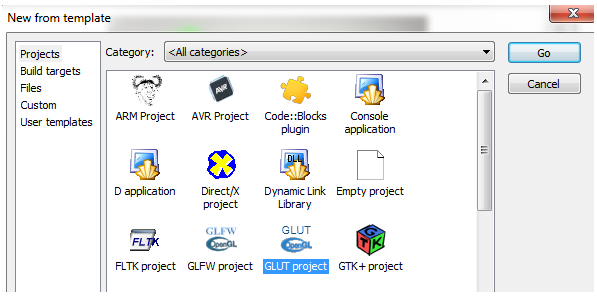 New from template
Projects
Build targets
Files
Custom
User templates
Category: <All categories>
Go
Cancel
ARM Project
AVR
AVR Project
Code::Blocks
plugin
Console
application
D application
Direct/X
project
DLL
Dynamic Link
Library
Empty project
FLTK
FLTK project
GLFW
OpenGL
GLFW project
GLUT
OpenGL
GLUT project
GTK
GTK+ project